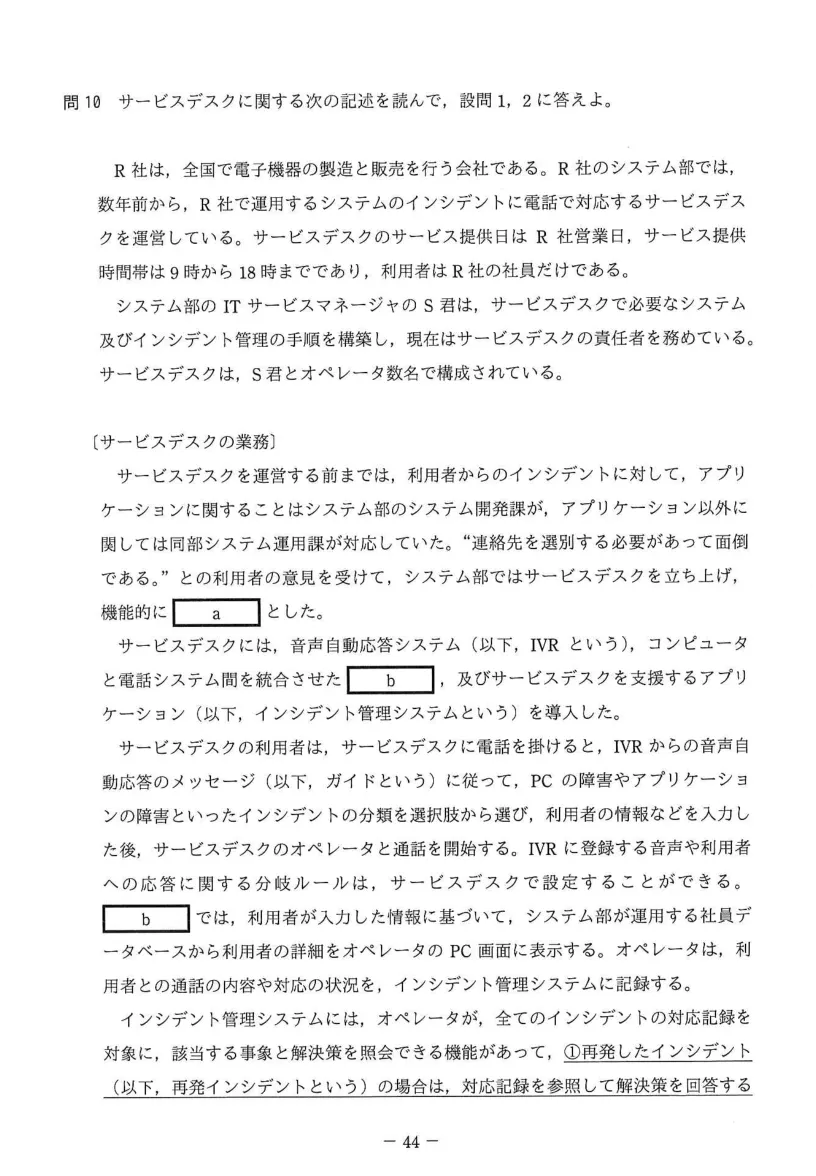 問10 サービスデスクに関する次の記述を読んで，設問1，2に答えよ。
R社は，全国で電子機器の製造と販売を行う会社である。R社のシステム部では，
数年前から，R社で運用するシステムのインシデントに電話で対応するサービスデス
クを運営している。サービスデスクのサービス提供日は R 社営業日，サービス提供
時間帯は9時から18時までであり，利用者はR社の社員だけである。
システム部の IT サービスマネージャの S 君は，サービスデスクで必要なシステム
及びインシデント管理の手順を構築し，現在はサービスデスクの責任者を務めている。
サービスデスクは，S君とオペレータ数名で構成されている。
〔サービスデスクの業務〕
サービスデスクを運営する前までは，利用者からのインシデントに対して，アプリ
ケーションに関することはシステム部のシステム開発課が，アプリケーション以外に
関しては同部システム運用課が対応していた。“連絡先を選別する必要があって面倒
である。”との利用者の意見を受けて，システム部ではサービスデスクを立ち上げ，
機能的に a とした。
サービスデスクには，音声自動応答システム（以下，IVR という），コンピュータ
と電話システム間を統合させた b ，及びサービスデスクを支援するアプリ
ケーション（以下，インシデント管理システムという）を導入した。
サービスデスクの利用者は，サービスデスクに電話を掛けると，IVR からの音声自
動応答のメッセージ（以下，ガイドという）に従って，PC の障害やアプリケーショ
ンの障害といったインシデントの分類を選択肢から選び，利用者の情報などを入力し
た後，サービスデスクのオペレータと通話を開始する。IVR に登録する音声や利用者
への応答に関する分岐ルールは，サービスデスクで設定することができる。
b では，利用者が入力した情報に基づいて，システム部が運用する社員デ
ータベースから利用者の詳細をオペレータの PC 画面に表示する。オペレータは，利
用者との通話の内容や対応の状況を，インシデント管理システムに記録する。
インシデント管理システムには，オペレータが，全てのインシデントの対応記録を
対象に，該当する事象と解決策を照会できる機能があって，①再発したインシデント
（以下，再発インシデントという）の場合は，対応記録を参照して解決策を回答する
－ 44 －